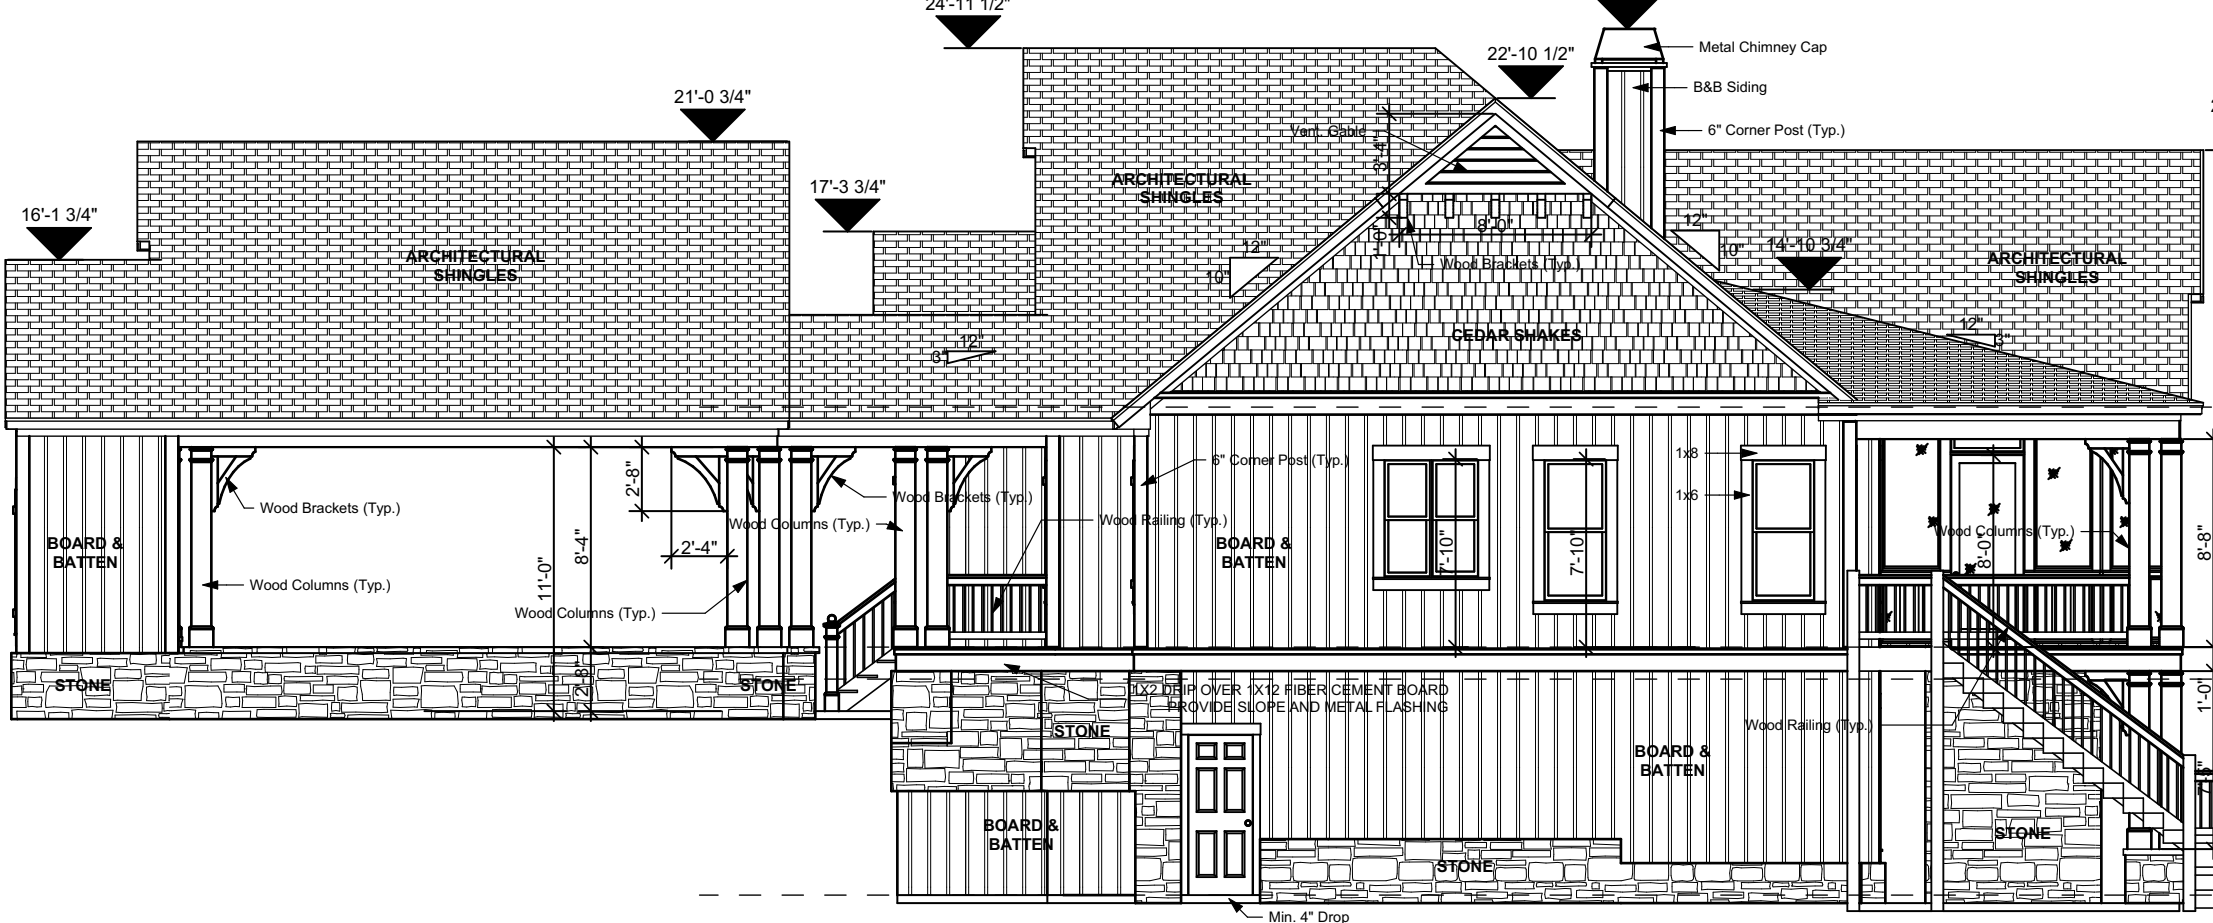 24'-11 1/2"
22'-10 1/2"
Metal Chimney Cap
B&B Siding
6" Corner Post (Typ.)
21'-0 3/4"
Vent. Gable
3'-4"
ARCHITECTURAL
SHINGLES
17'-3 3/4"
16'-1 3/4"
ARCHITECTURAL
SHINGLES
12"
10"
1'-0"
8'-0"
Wood Brackets (Typ.)
12"
10"
14'-10 3/4"
ARCHITECTURAL
SHINGLES
CEDAR SHAKES
12"
3"
12"
3"
2'-8"
6" Corner Post (Typ.)
1x8
1x6
Wood Brackets (Typ.)
Wood Brackets (Typ.)
Wood Columns (Typ.)
Wood Railing (Typ.)
Wood Columns (Typ.)
BOARD &
BATTEN
2'-4"
8'-4"
11'-0"
BOARD &
BATTEN
7'-10"
7'-10"
8'-0"
8'-8"
Wood Columns (Typ.)
Wood Columns (Typ.)
STONE
2'-8"
STONE
1X2 DRIP OVER 1X12 FIBER CEMENT BOARD
PROVIDE SLOPE AND METAL FLASHING
1'-0"
STONE
Wood Railing (Typ.)
BOARD &
BATTEN
BOARD &
BATTEN
STONE
STONE
Min. 4" Drop